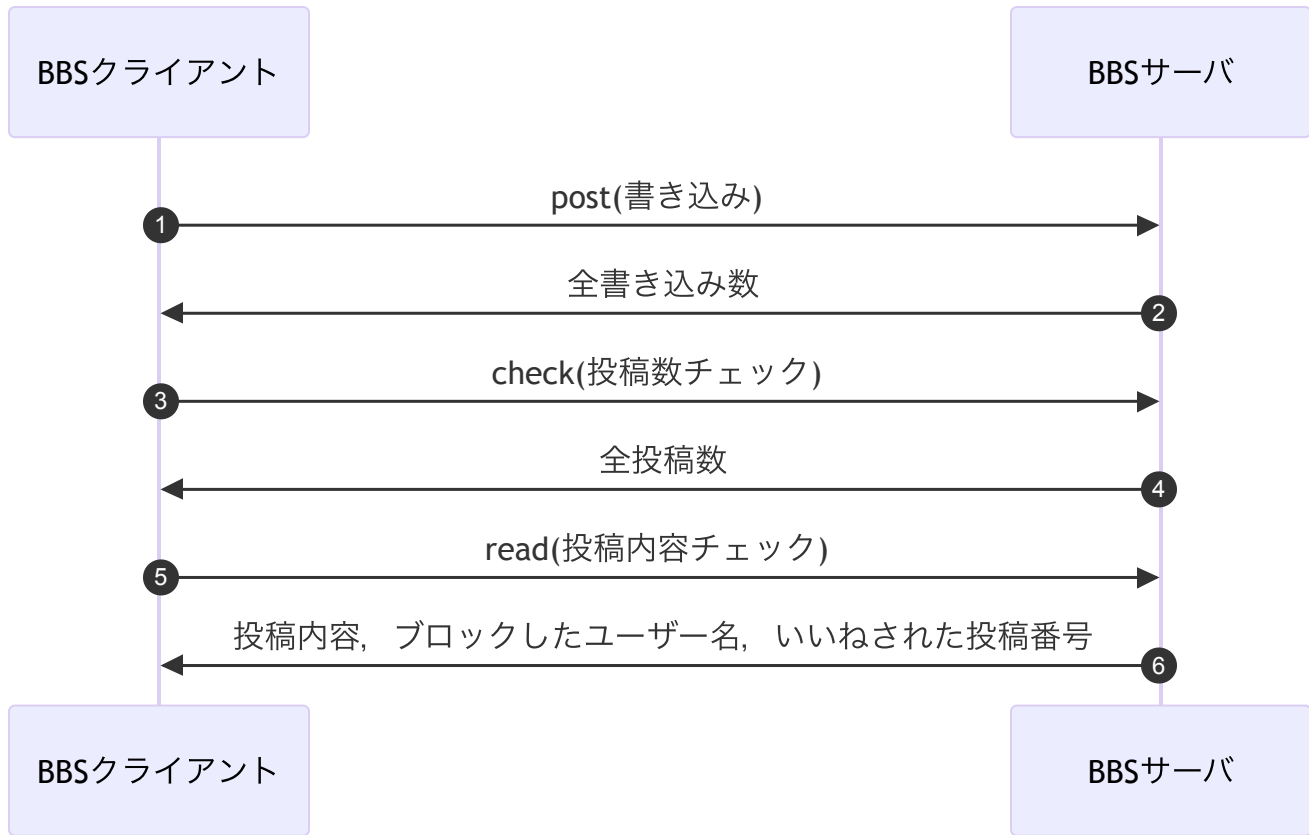 BBSクライアント
BBSサーバ
post(書き込み)
1
全書き込み数
2
check(投稿数チェック)
3
全投稿数
4
read(投稿内容チェック)
5
投稿内容，ブロックしたユーザー名，いいねされた投稿番号
6
BBSクライアント
BBSサーバ